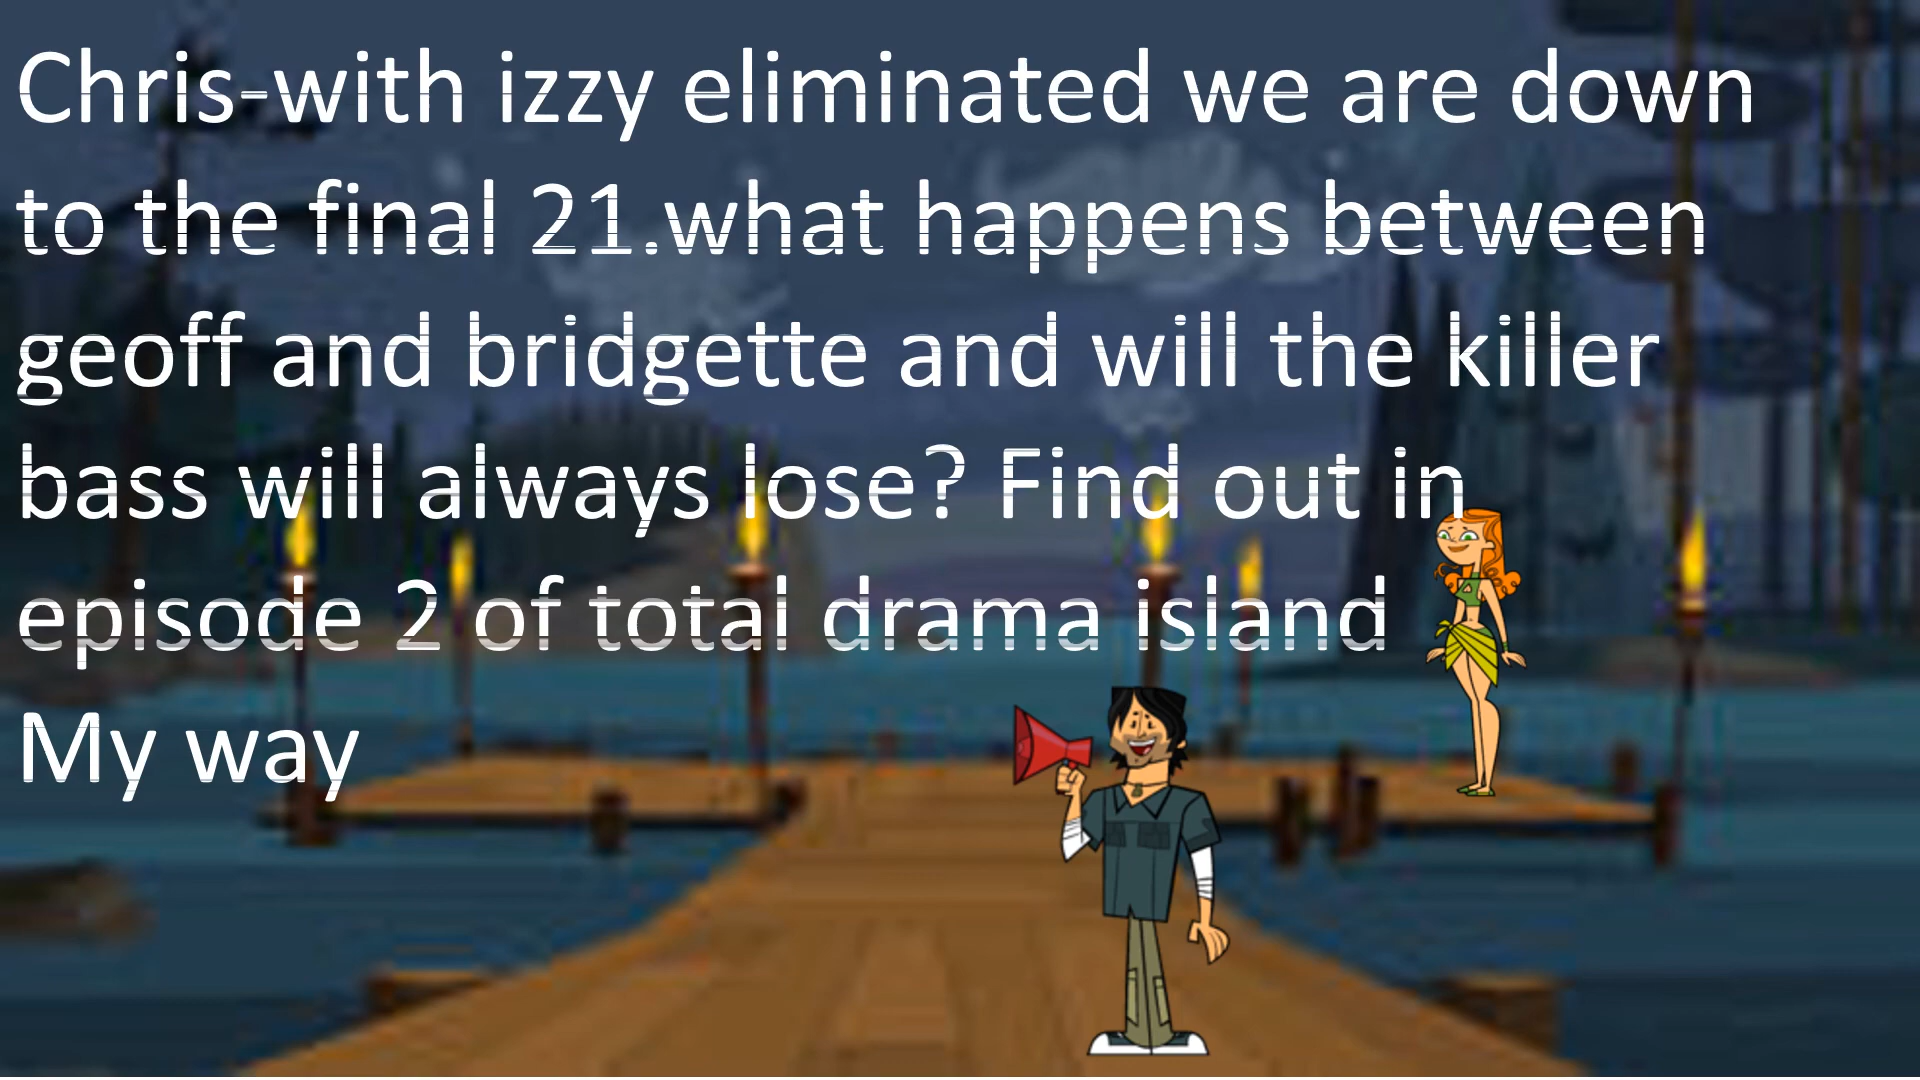 Chris-with izzy eliminated we are down
to the final 21.what happens between
geoff and bridgette and will the killer
bass will always lose? Find out in
episode 2 of total drama island
My way